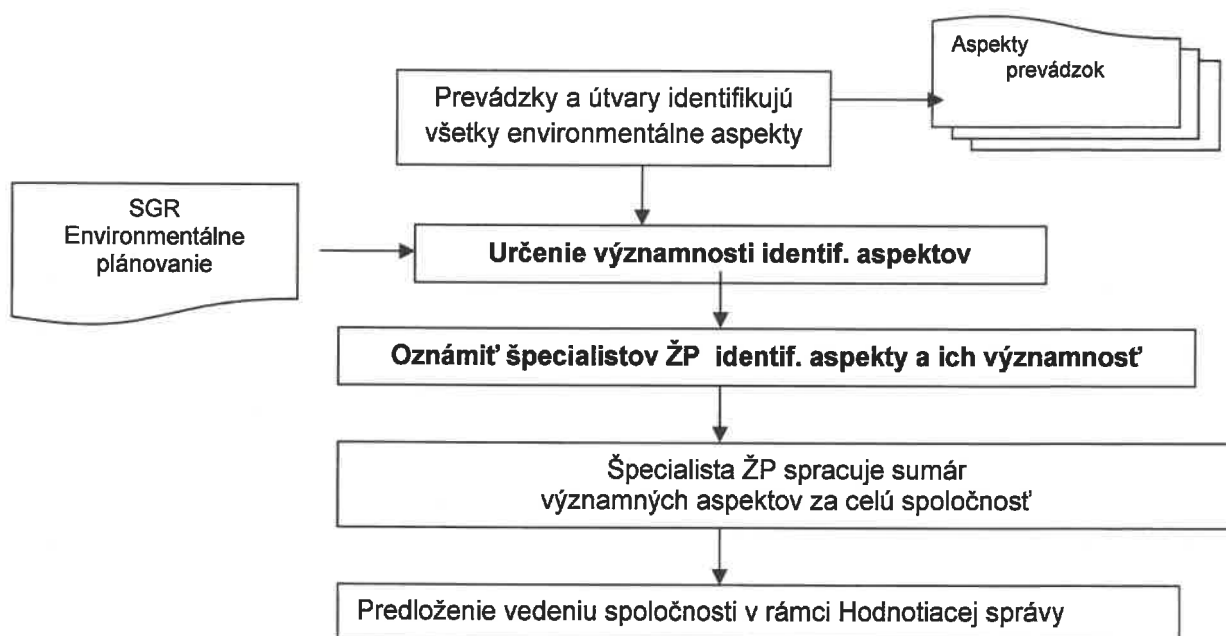 Aspekty
prevádzok
Prevádzky a útvary identifikujú
všetky environmentálne aspekty
SGR
Environmentálne
plánovanie
Určenie významnosti identif. aspektov
Oznámiť špecialistov ŽP identif. aspekty a ich významnosť
Špecialista ŽP spracuje sumár
významných aspektov za celú spoločnosť
Predloženie vedeniu spoločnosti v rámci Hodnotiacej správy